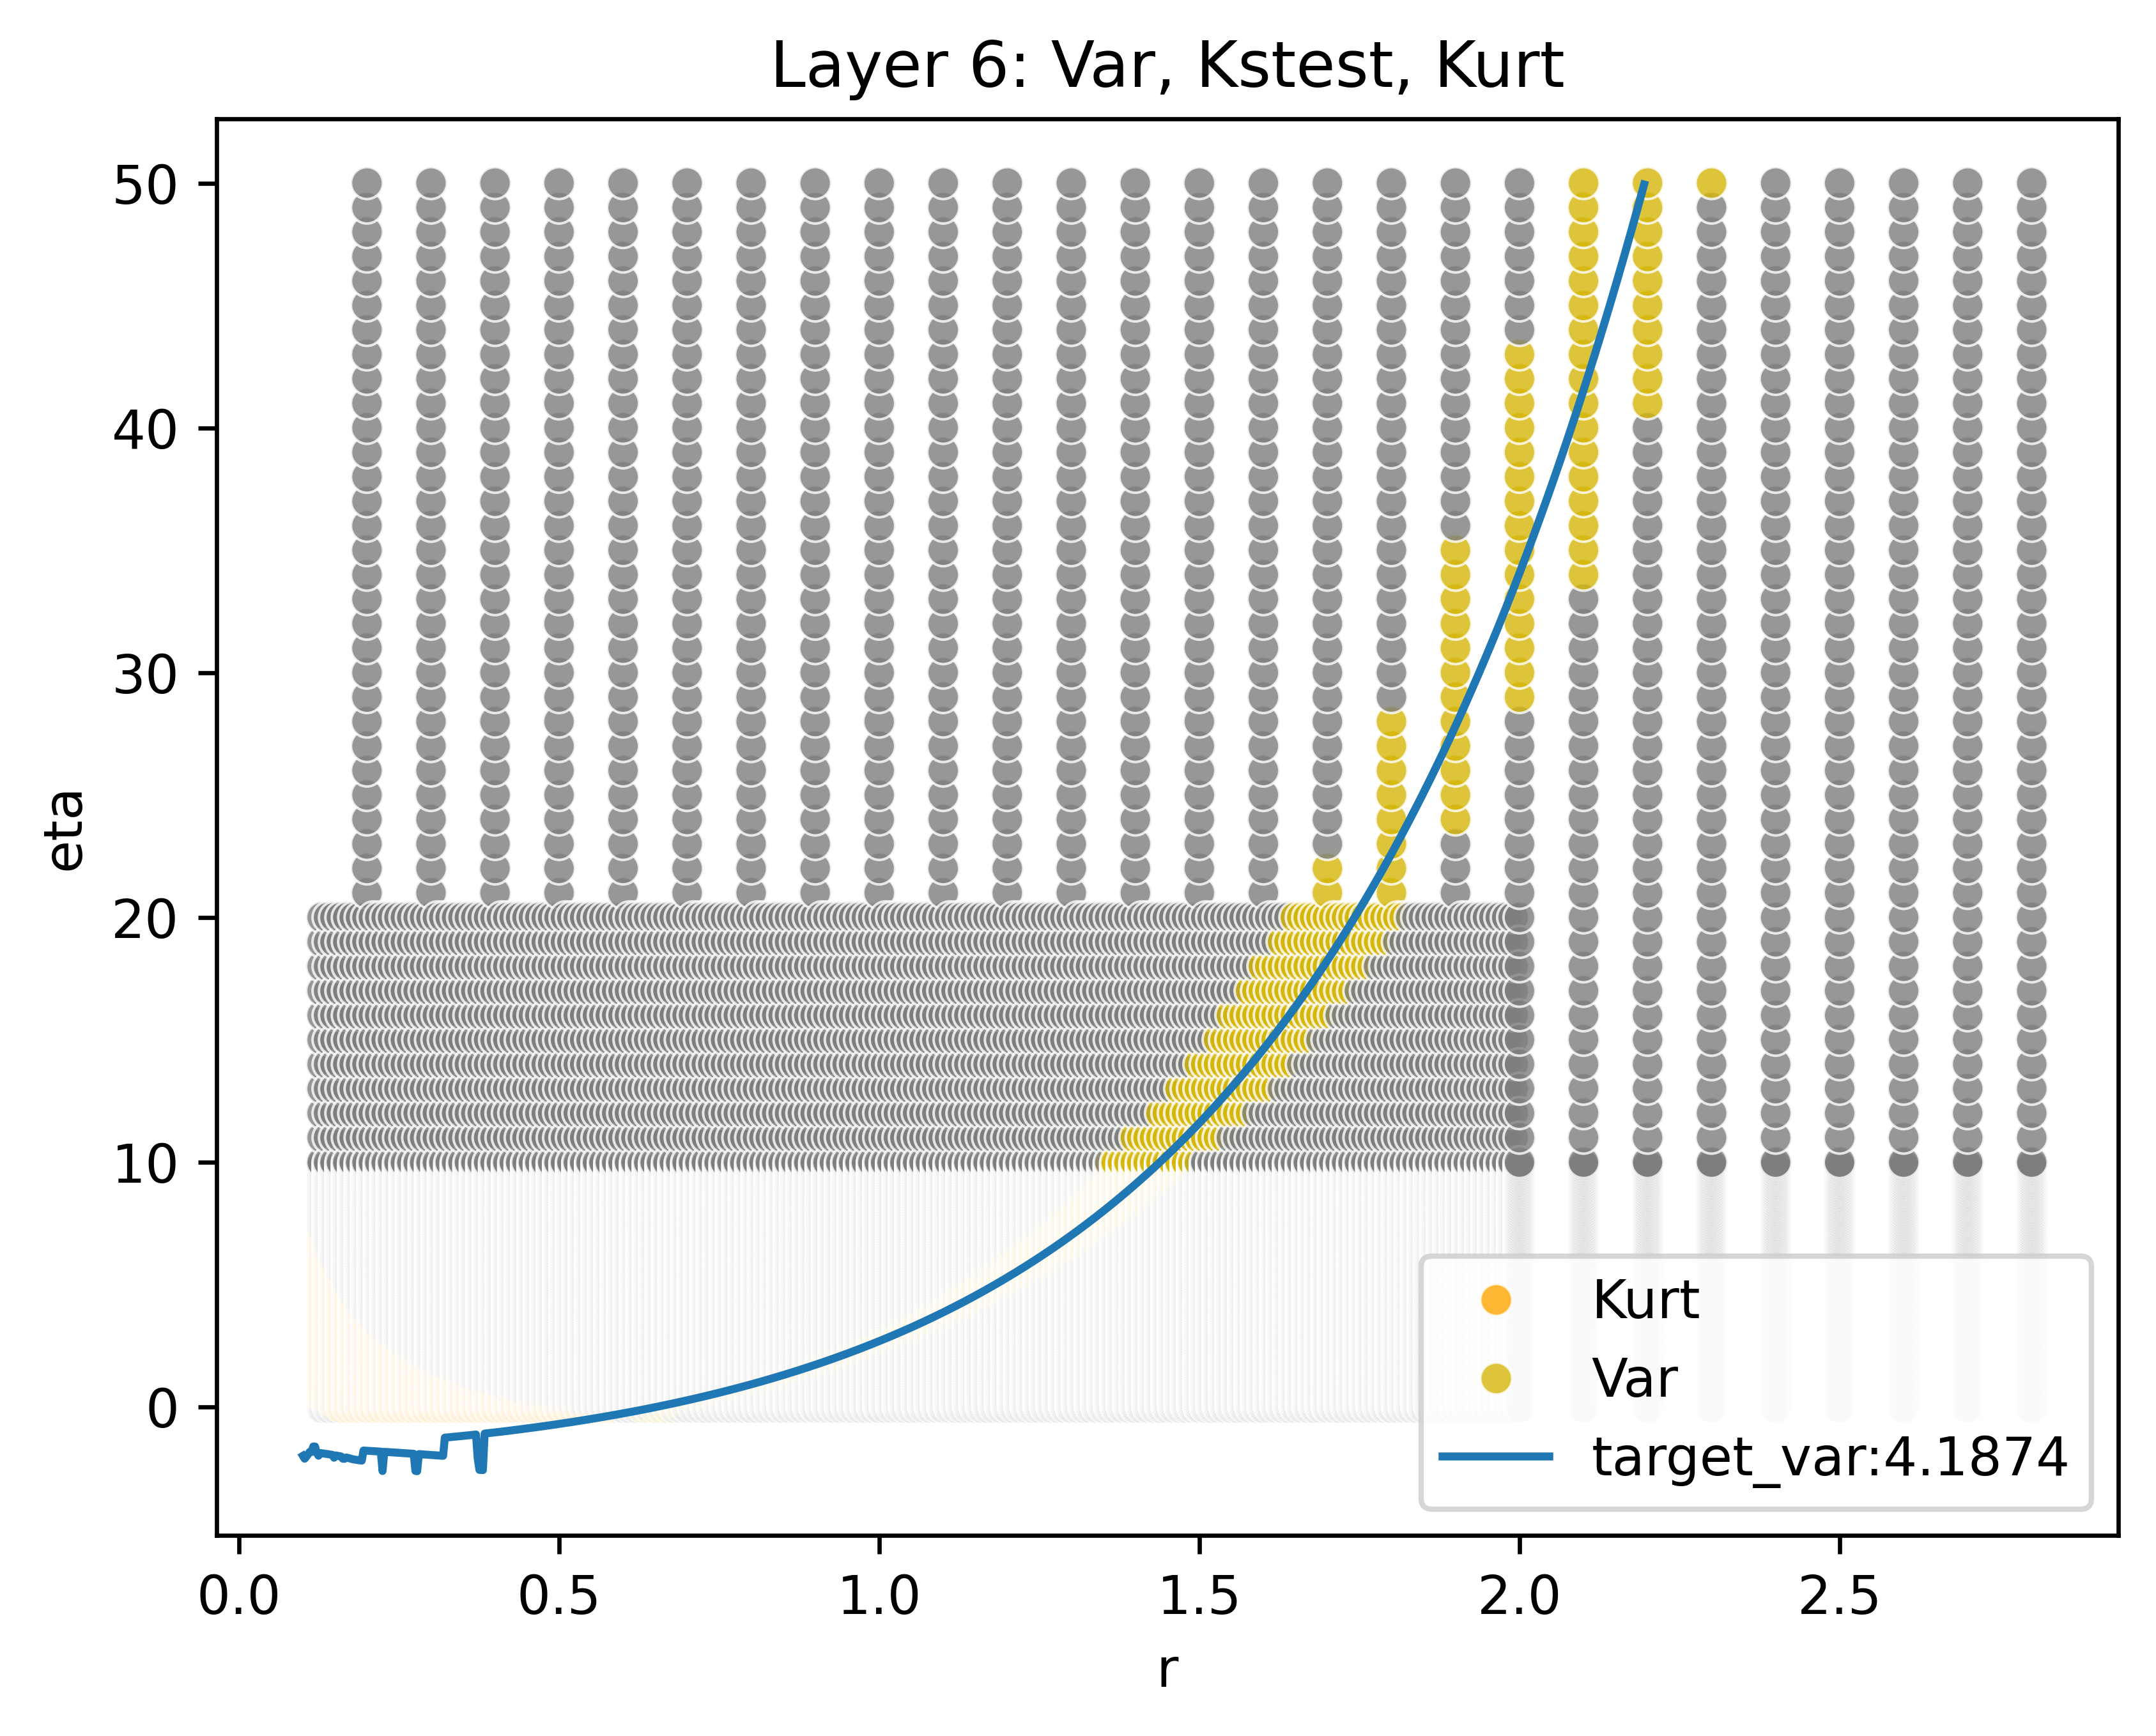 Layer 6: Var, Kstest, Kurt
eta
50
40
30
20
10
0
Kurt
Var
target_var:4.1874
0.0 0.5 1.0 1.5 2.0 2.5
r